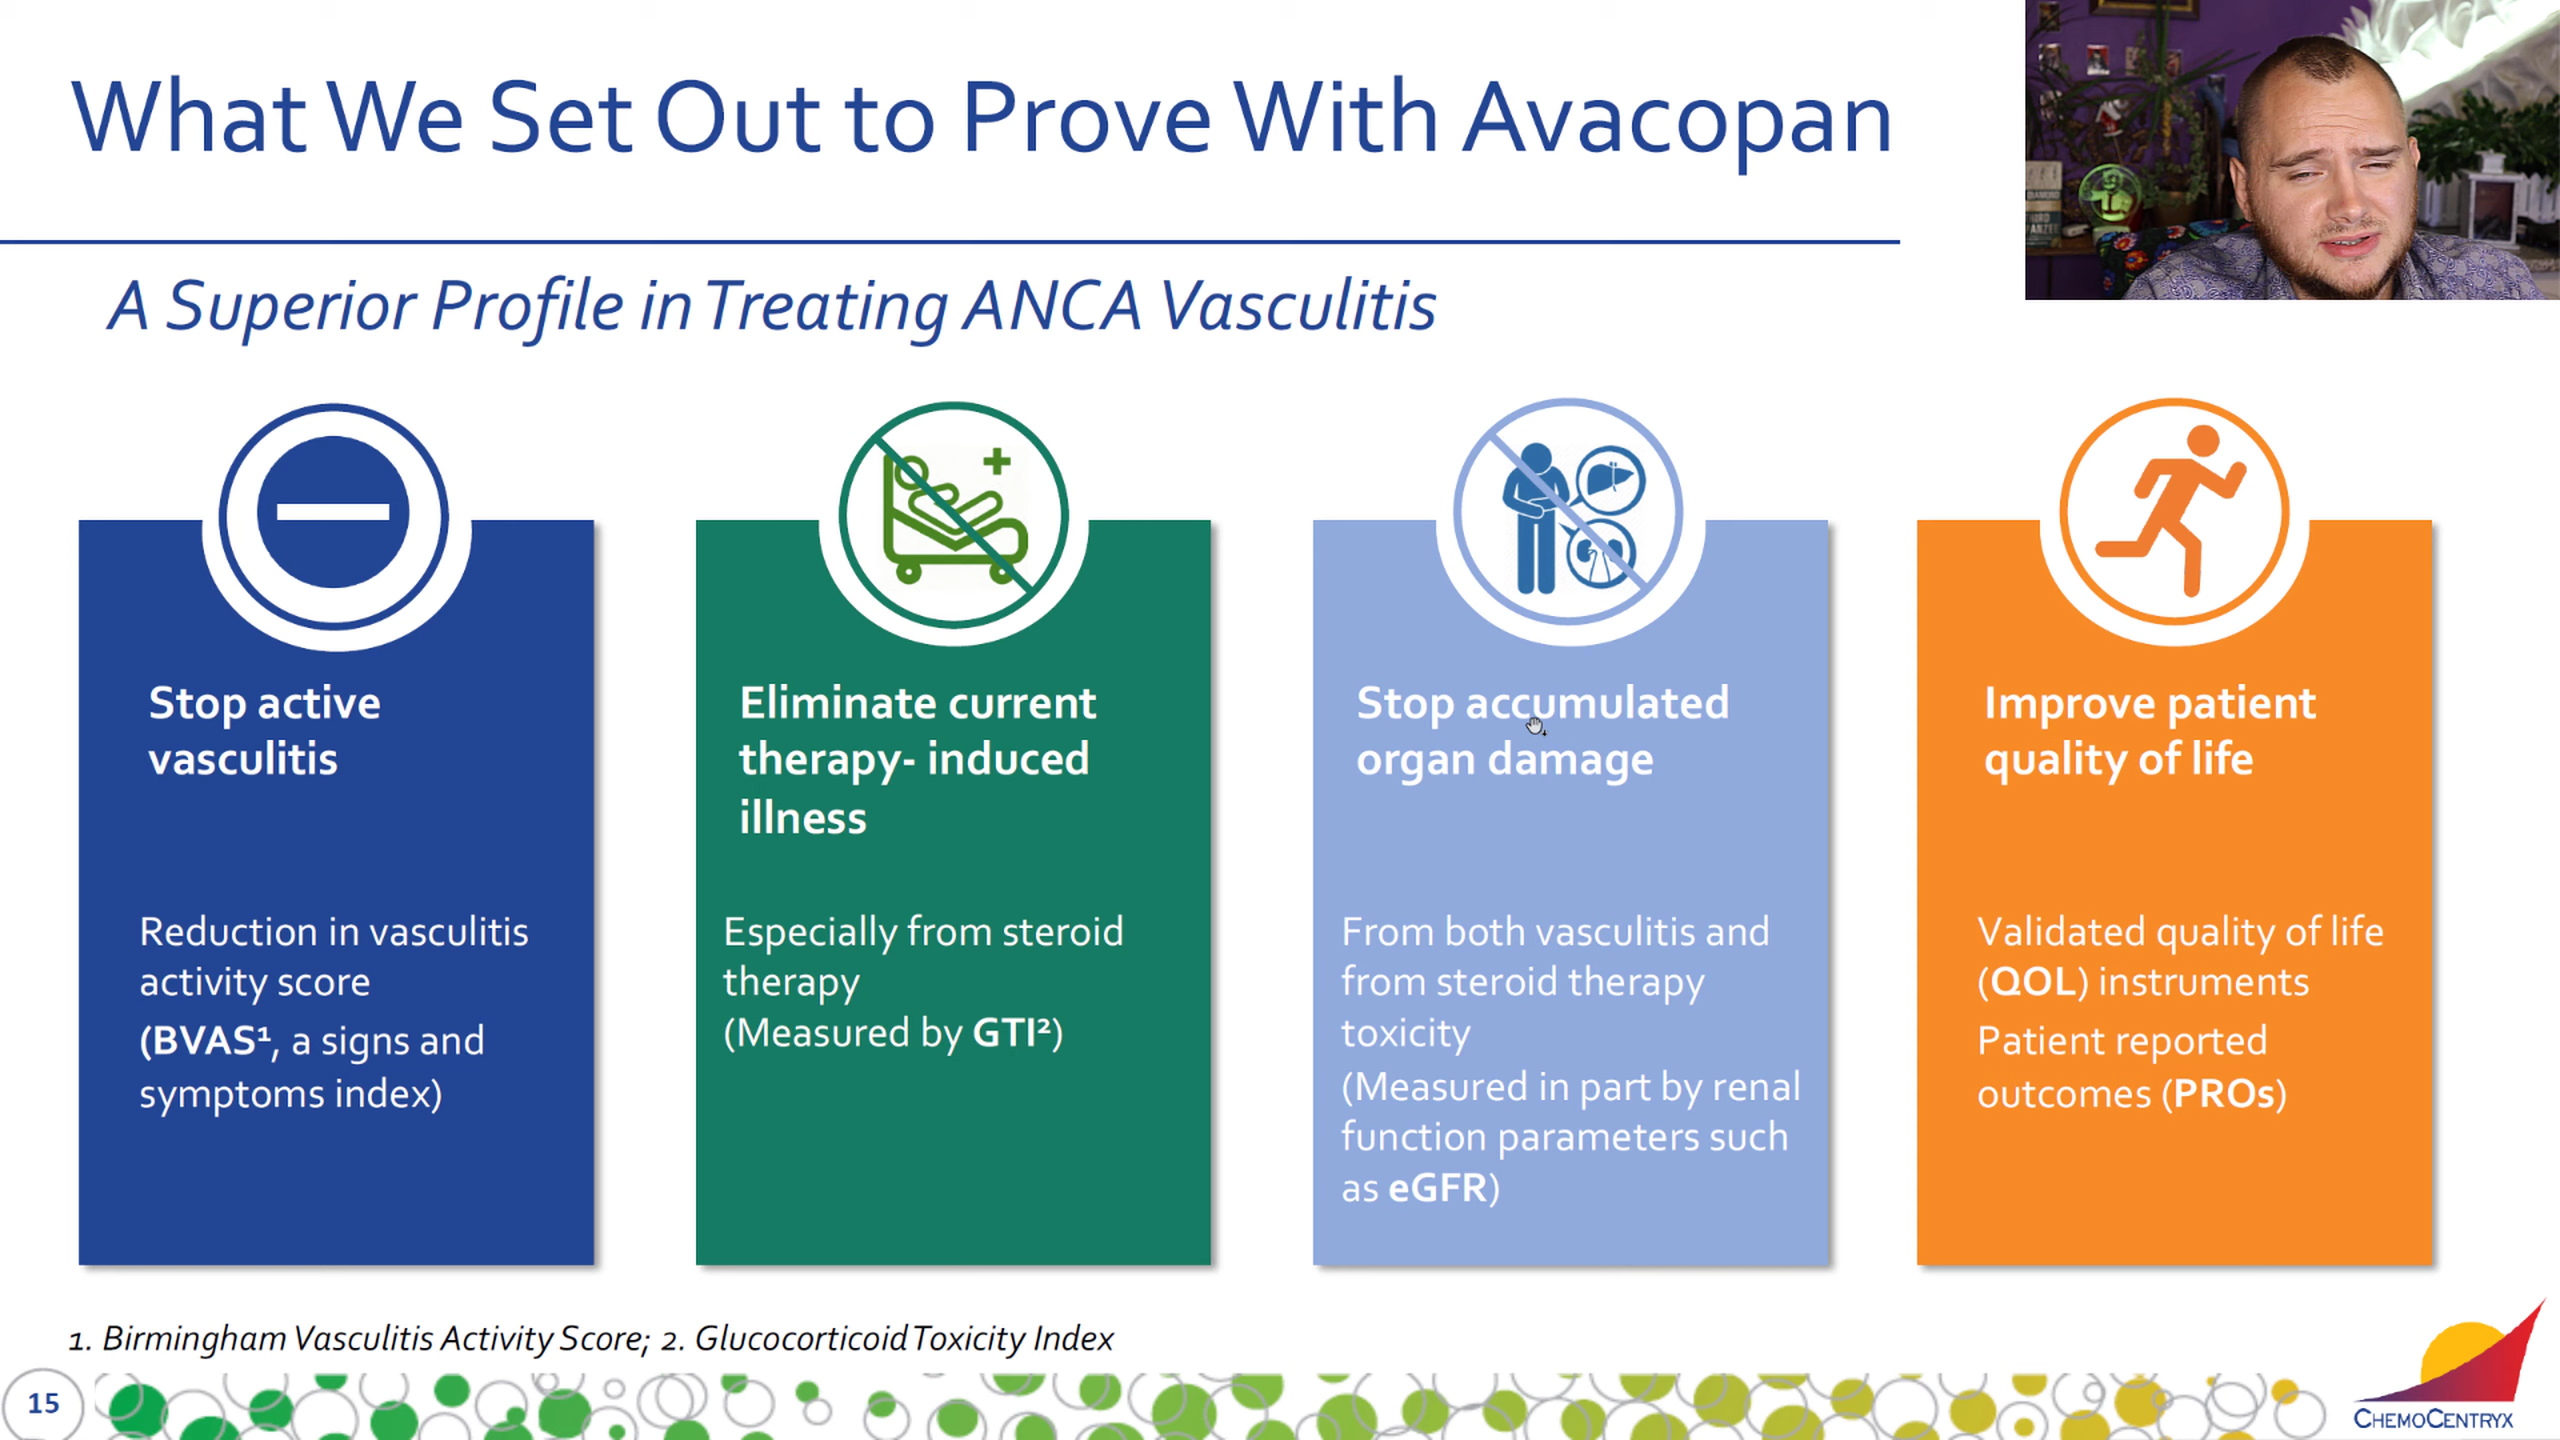 What We Set Out to Prove With Avacopan
A Superior Profile in Treating ANCA Vasculitis
Stop active
vasculitis
Reduction in vasculitis
activity score
(BVAS¹, a signs and
symptoms index)
Eliminate current
therapy- induced
illness
Especially from steroid
therapy
(Measured by GTI²)
Stop accumulated
organ damage
From both vasculitis and
from steroid therapy
toxicity
(Measured in part by renal
function parameters such
as eGFR)
Improve patient
quality of life
Validated quality of life
(QOL) instruments
Patient reported
outcomes (PROs)
1. Birmingham Vasculitis Activity Score; 2. Glucocorticoid Toxicity Index
15
CHEMOCENTRYX